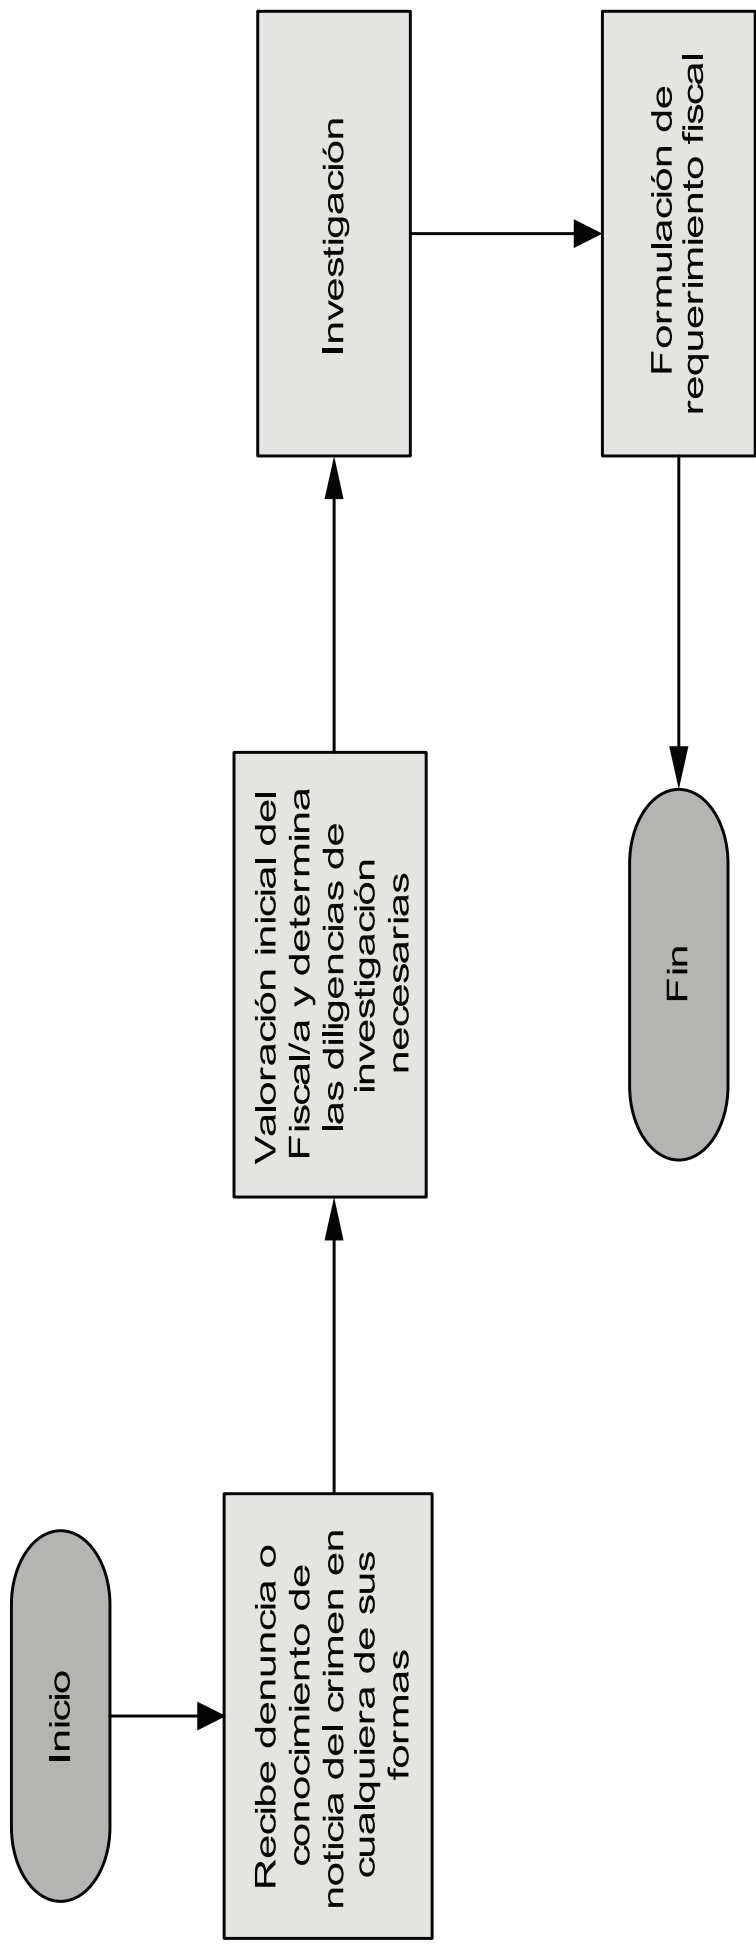 Inicio
Recibe denuncia o
conocimiento de
noticia del crimen en
cualquiera de sus
formas
Valoración inicial del
Fiscal/a y determina
las diligencias de
investigación
necesarias
Investigación
Formulación de
requerimiento fiscal
Fin